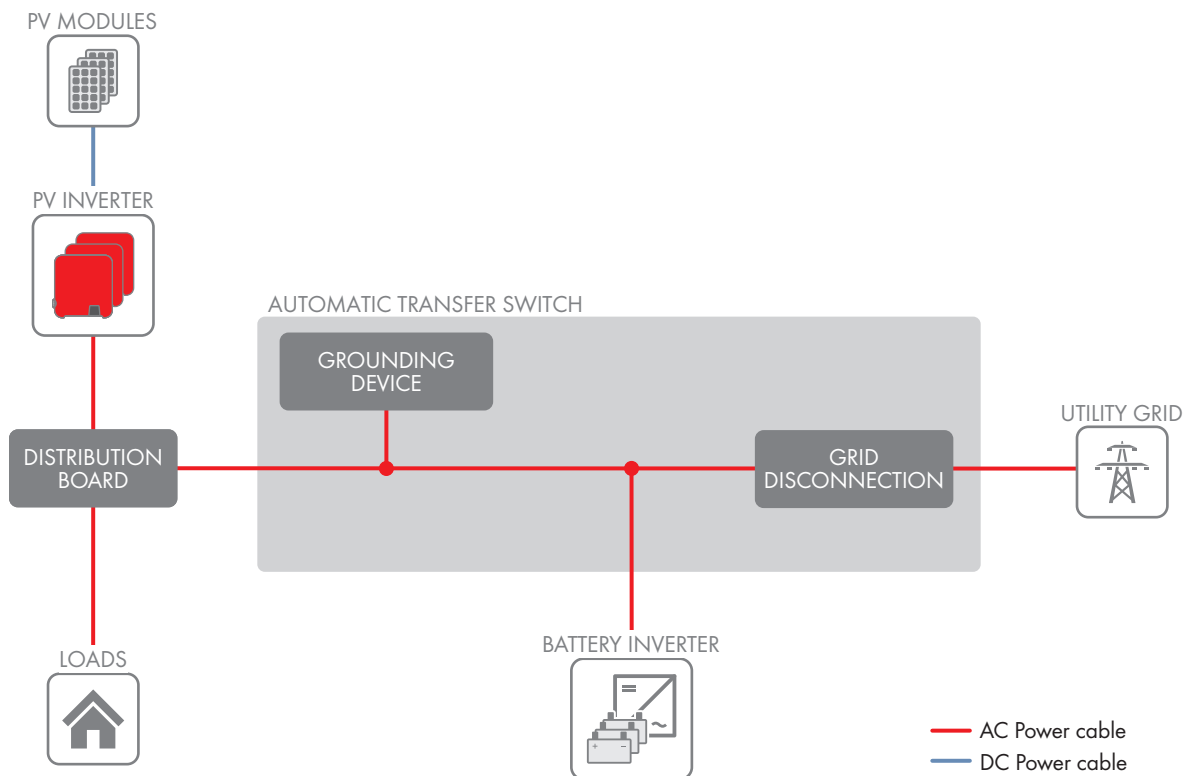 PV MODULES
PV INVERTER
AUTOMATIC TRANSFER SWITCH
GROUNDING
DEVICE
UTILITY GRID
DISTRIBUTION
BOARD
GRID
DISCONNECTION
LOADS
BATTERY INVERTER
AC Power cable
DC Power cable